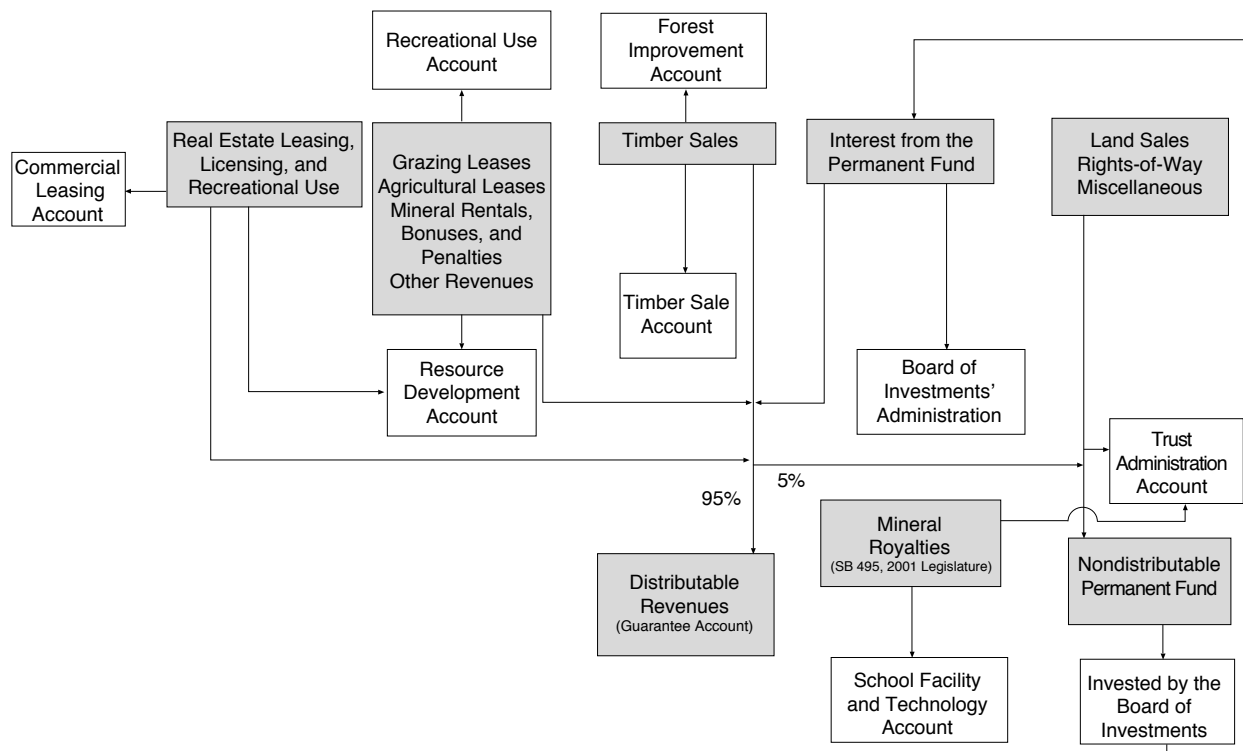 Recreational Use
Account
Forest
Improvement
Account
Real Estate Leasing,
Licensing, and
Recreational Use
Grazing Leases
Agricultural Leases
Mineral Rentals,
Bonuses, and
Penalties
Other Revenues
Timber Sales
Interest from the
Permanent Fund
Land Sales
Rights-of-Way
Miscellaneous
Commercial
Leasing
Account
Timber Sale
Account
Resource
Development
Account
Board of
Investments’
Administration
Trust
Administration
Account
5%
95%
Mineral
Royalties
(SB 495, 2001 Legislature)
Distributable
Revenues
(Guarantee Account)
Nondistributable
Permanent Fund
School Facility
and Technology
Account
Invested by the
Board of
Investments